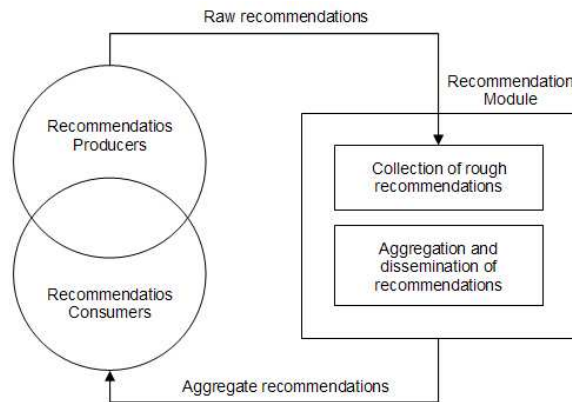 Raw recommendations
Recommendation
Module
Recommendatios
Producers
Collection of rough
recommendations
Aggregation and
dissemination of
recommendations
Recommendatios
Consumers
Aggregate recommendations